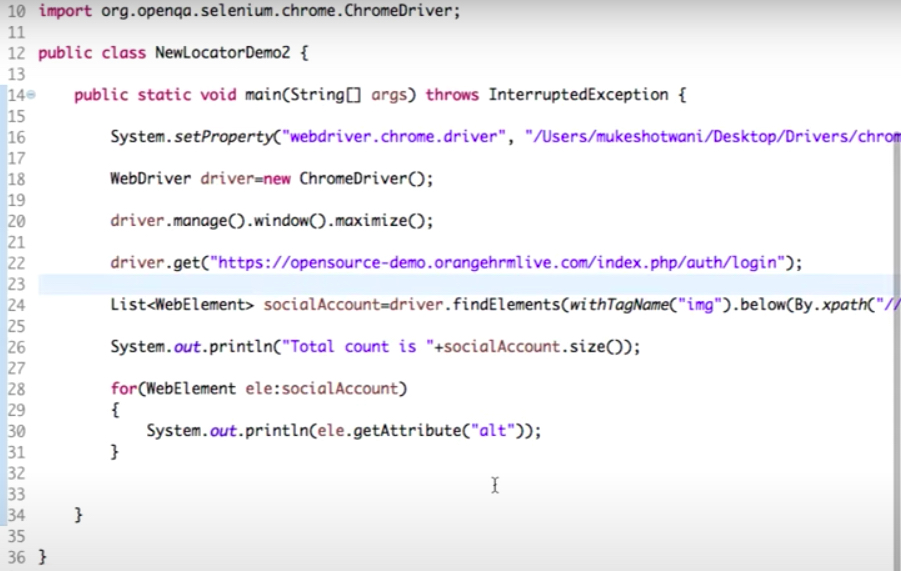 10 import org.openqa.selenium.chrome.ChromeDriver;
11
12 public class NewLocatorDemo2 {
13
14 public static void main(String[] args) throws InterruptedException {
15
16 System.setProperty("webdriver.chrome.driver", "/Users/mukeshotwani/Desktop/Drivers/chrom
17
18 WebDriver driver=new ChromeDriver();
19
20 driver.manage().window().maximize();
21
22 driver.get("https://opensource-demo.orangehrmlive.com/index.php/auth/login");
23
24 List<WebElement> socialAccount=driver.findElements(withTagName("img").below(By.xpath("//
25
26 System.out.println("Total count is "+socialAccount.size());
27
28 for(WebElement ele:socialAccount)
29 {
30 System.out.println(ele.getAttribute("alt"));
31 }
32
33
34 }
35
36 }